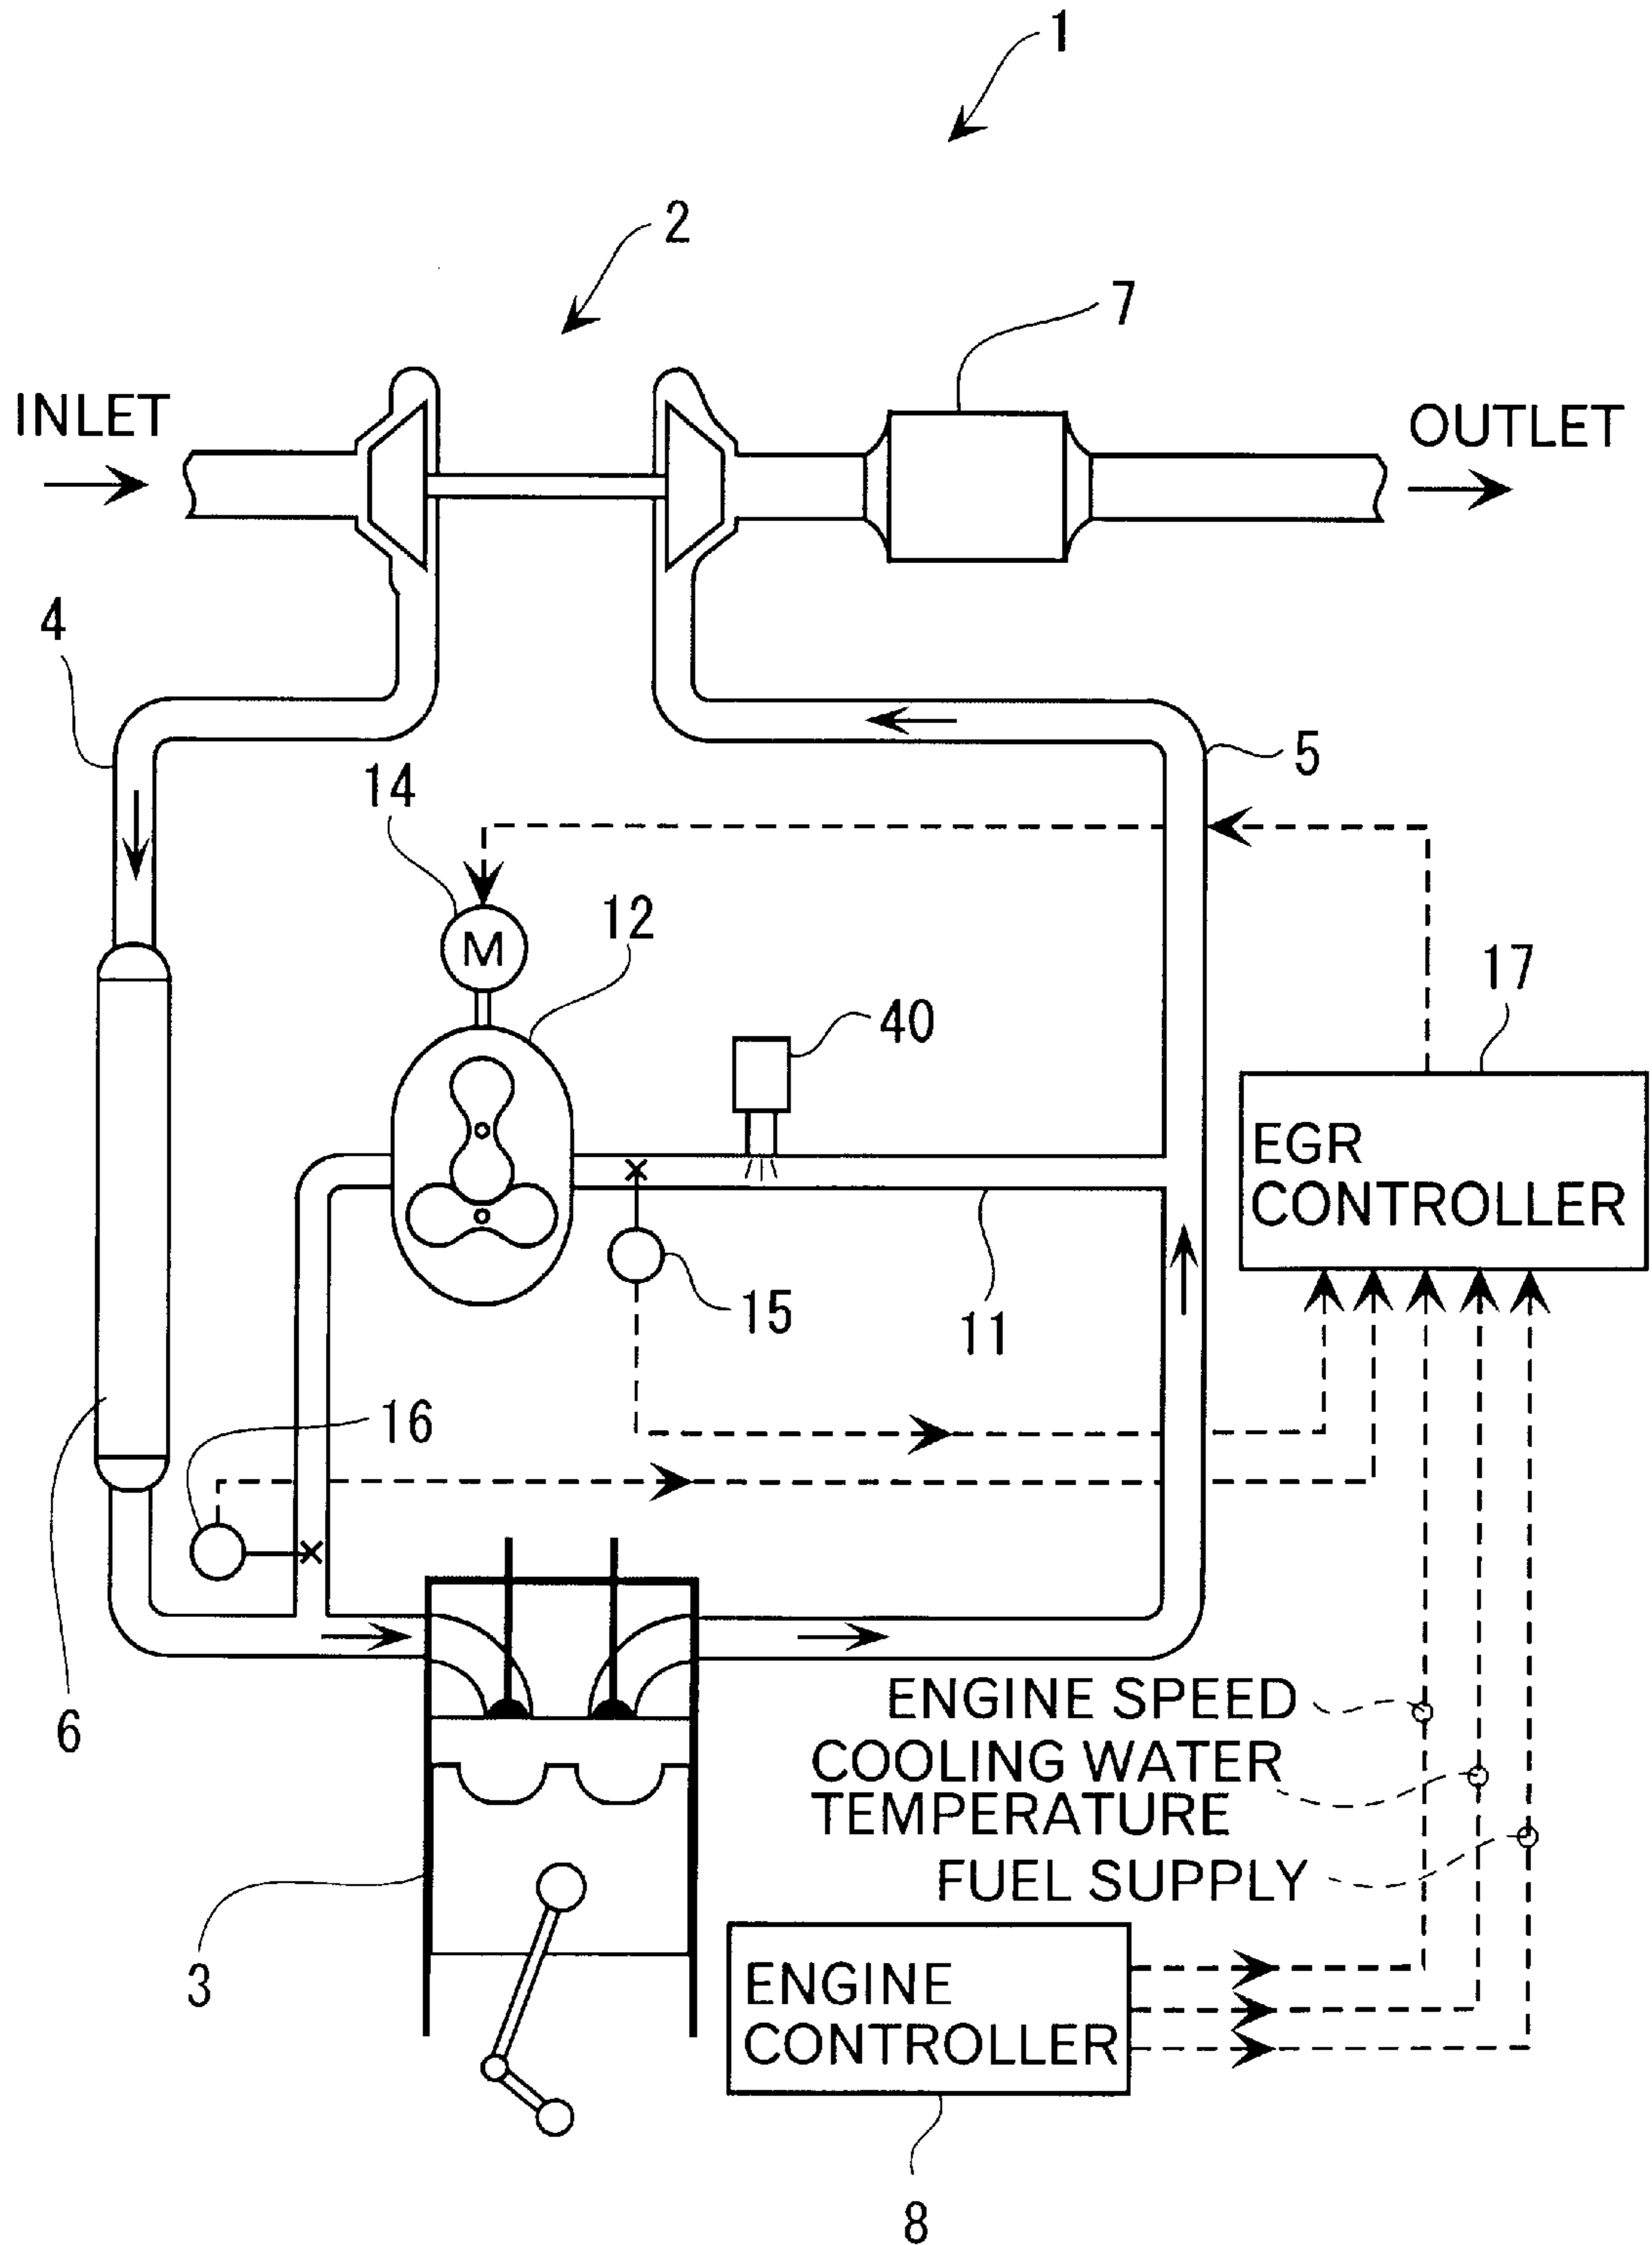 1
2
7
INLET
OUTLET
4
5
14
12
17
40
M
EGR
CONTROLLER
15
11
16
ENGINE SPEED
6
COOLING WATER
TEMPERATURE
FUEL SUPPLY
3
ENGINE
CONTROLLER
8